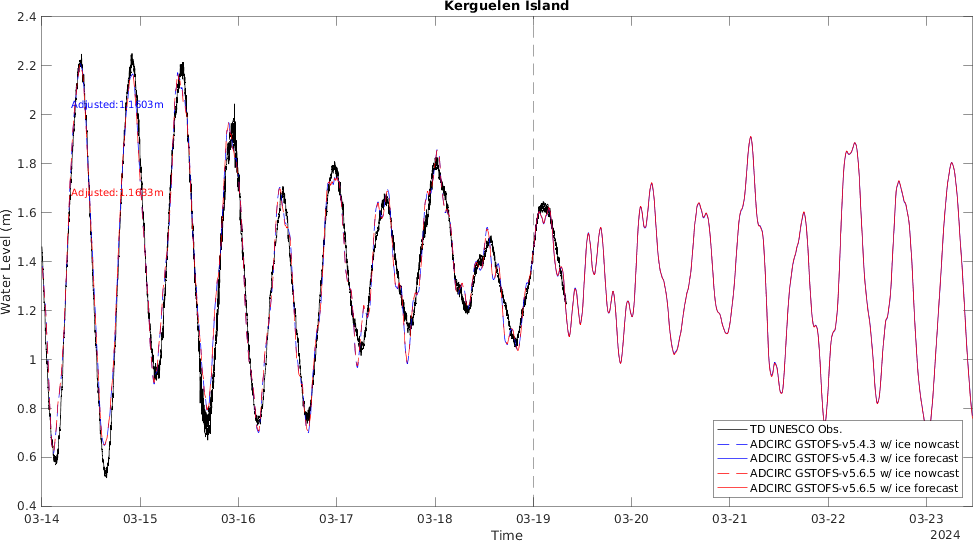 Kerguelen Island
2.4
2.2
2
1.8
1.6
1.4
1.2
1
0.8
0.6
0.4
Water Level (m)
Adjusted:1.1603m
Adjusted:1.1633m
TD UNESCO Obs.
ADCIRC GSTOFS-v5.4.3 w/ ice nowcast
ADCIRC GSTOFS-v5.4.3 w/ ice forecast
ADCIRC GSTOFS-v5.6.5 w/ ice nowcast
ADCIRC GSTOFS-v5.6.5 w/ ice forecast
03-14 03-15 03-16 03-17 03-18 03-19 03-20 03-21 03-22 03-23
Time
2024